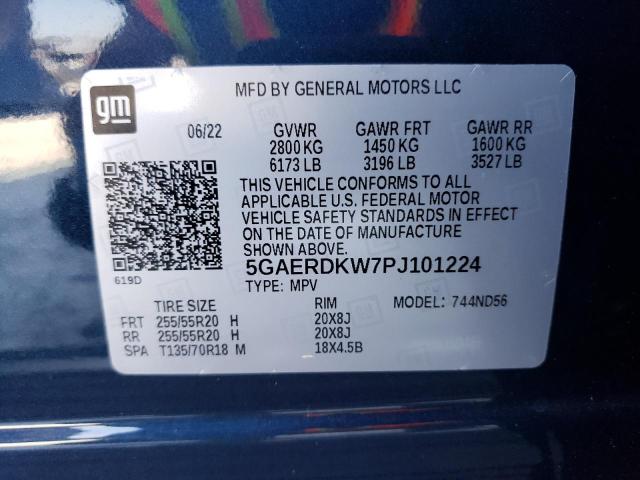 gm
MFD BY GENERAL MOTORS LLC
06/22 GVWR GAWR FRT GAWR RR
2800 KG 1450 KG 1600 KG
6173 LB 3196 LB 3527 LB
THIS VEHICLE CONFORMS TO ALL
APPLICABLE U.S. FEDERAL MOTOR
VEHICLE SAFETY STANDARDS IN EFFECT
ON THE DATE OF MANUFACTURE
SHOWN ABOVE.
619D
5GAERDKW7PJ101224
TYPE: MPV
TIRE SIZE RIM MODEL: 744ND56
FRT 255/55R20 H 20X8J
RR 255/55R20 H 20X8J
SPA T135/70R18 M 18X4.5B